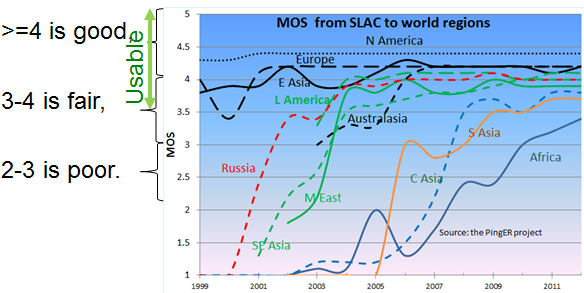 >=4 is good,
3-4 is fair,
2-3 is poor.
Usable
MOS from SLAC to world regions
N America
Europe
E Asia
L America
Australasia
Russia
S Asia
C Asia
Africa
M East
SE Asia
Source: the PingER project
MOS
5
4.5
4
3.5
3
2.5
2
1.5
1
1999
2001
2003
2005
2007
2009
2011